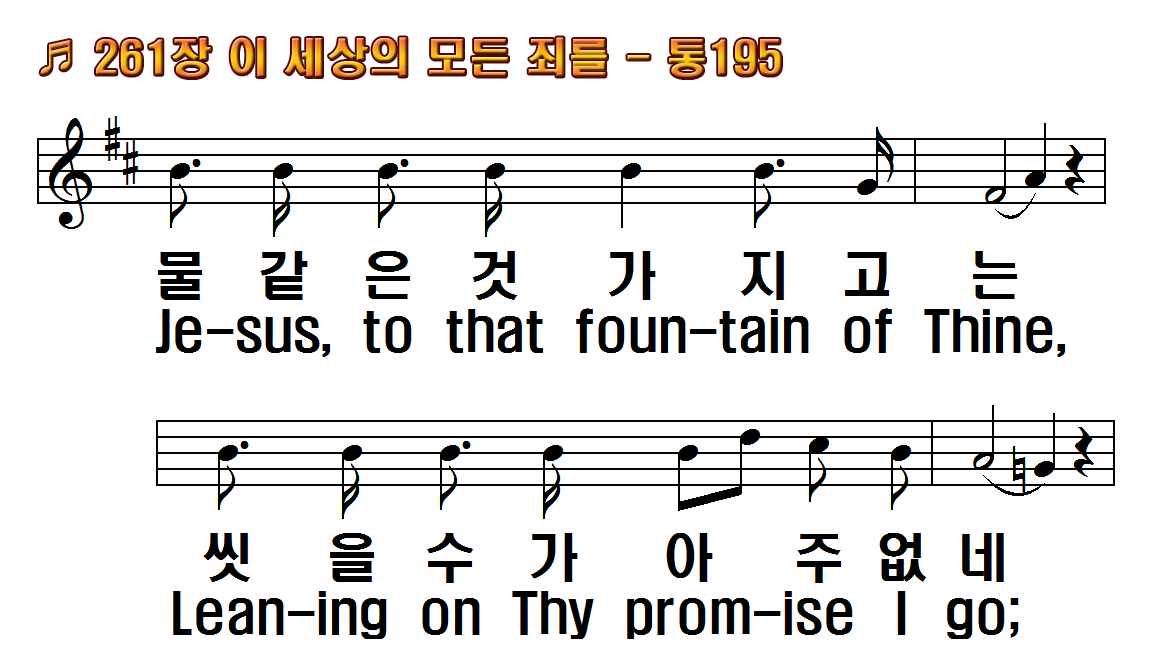 ♬ 261장 이 세상의 모든 죄를 - 통195
물 같 은 것 가 지 고 는
Je-sus, to that foun-tain of Thine,
씻 을 수 가 아 주 없 네
Lean-ing on Thy prom-ise I go;